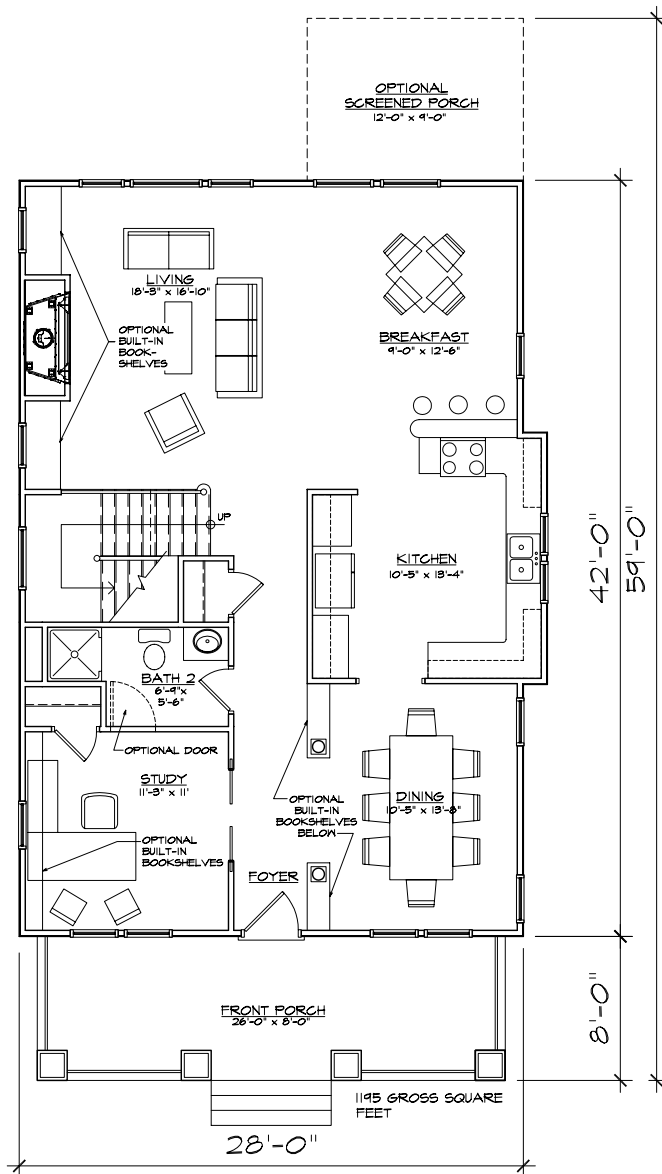 OPTIONAL
SCREENED PORCH
12'-0" x 9'-0"
LIVING
18'-3" x 16'-10"
OPTIONAL
BUILT-IN
BOOK-
SHELVES
BREAKFAST
9'-0" x 12'-6"
UP
KITCHEN
10'-5" x 13'-4"
42'-0"
59'-0"
BATH 2
6'-9"x
5'-6"
OPTIONAL DOOR
STUDY
11'-3" x 11'
OPTIONAL
BUILT-IN
BOOKSHELVES
OPTIONAL
BUILT-IN
BOOKSHELVES
BELOW
DINING
10'-5" x 13'-8"
FOYER
FRONT PORCH
26'-0" x 8'-0"
8'-0"
1195 GROSS SQUARE
FEET
28'-0"